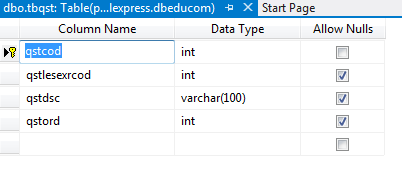 dbo.tbqst: Table(p...lexpress.dbeducom) Start Page
Column Name Data Type Allow Nulls
qstcod int
qstlesexrcod int
qstdsc varchar(100)
qstord int